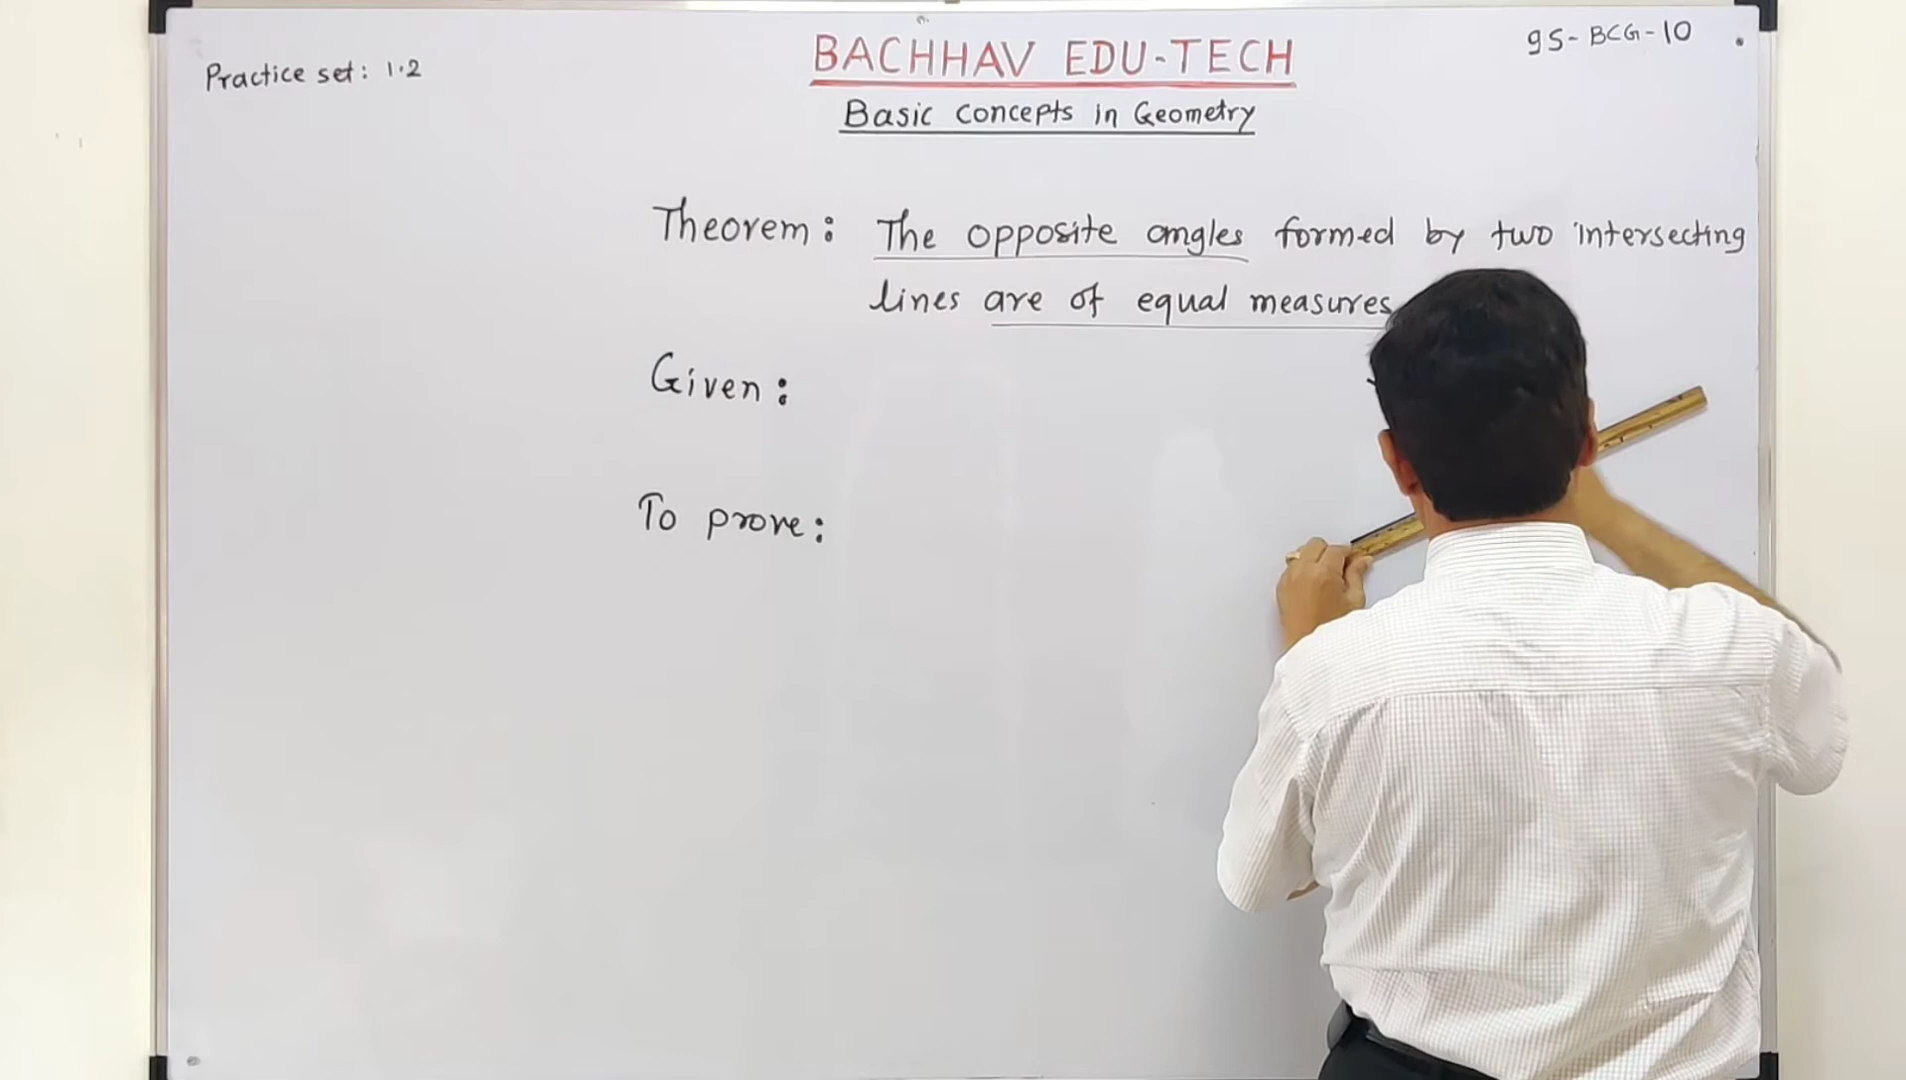 Practice set: 1.2
BACHHAV EDU-TECH
9S-BCG-10
Basic Concepts in Geometry
Theorem: The opposite angles formed by two intersecting
lines are of equal measures
Given:
To prove: